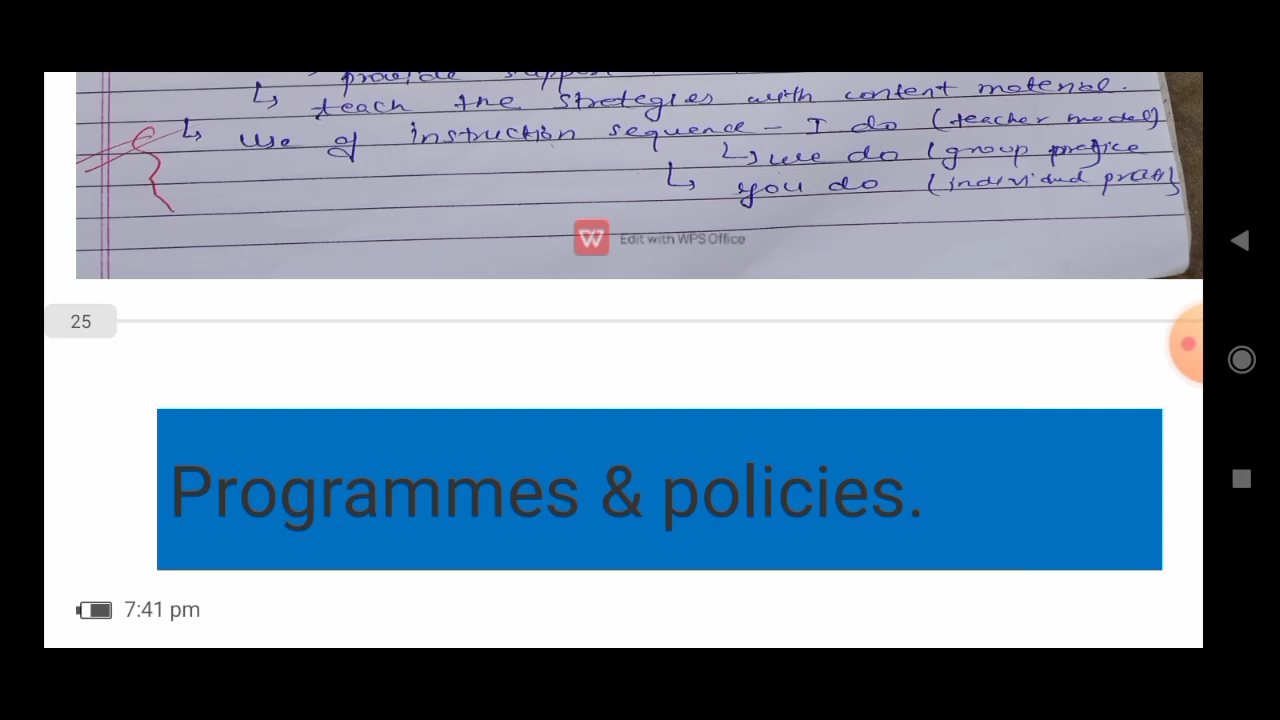 provide
↳ teach the strategies with content material.
↳ use of instruction sequence - I do (teacher model)
↳ we do (group practice
↳ you do (individual
Edit with WPS Office
25
Programmes & policies.
7:41 pm